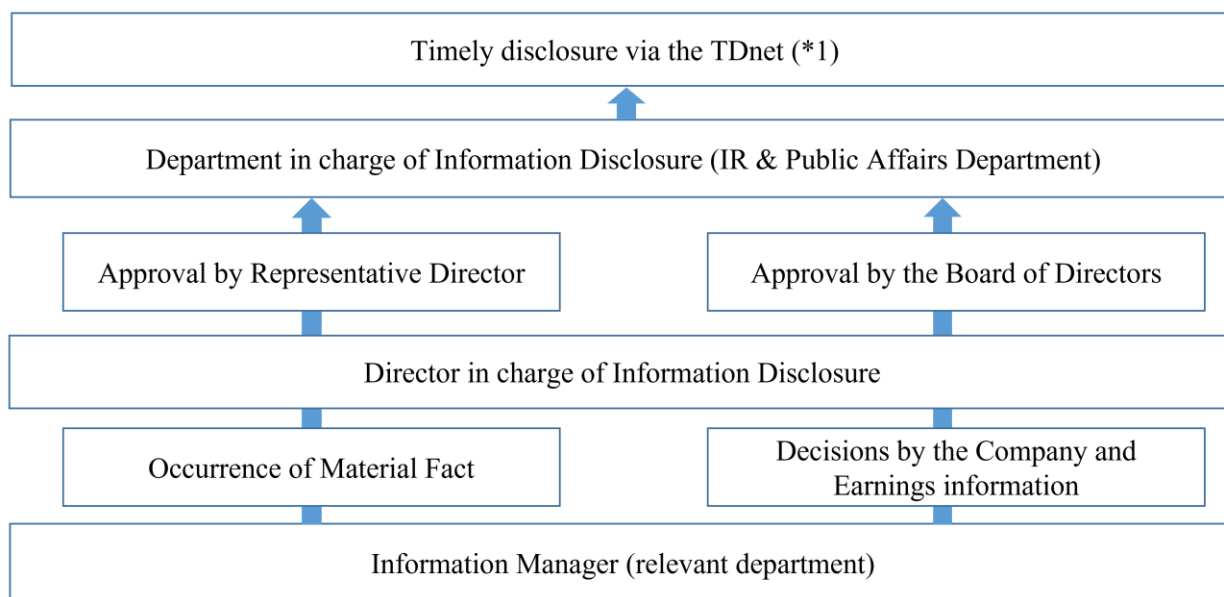 Timely disclosure via the TDnet (*1)
Department in charge of Information Disclosure (IR & Public Affairs Department)
Approval by Representative Director
Approval by the Board of Directors
Director in charge of Information Disclosure
Occurrence of Material Fact
Decisions by the Company and
Earnings information
Information Manager (relevant department)